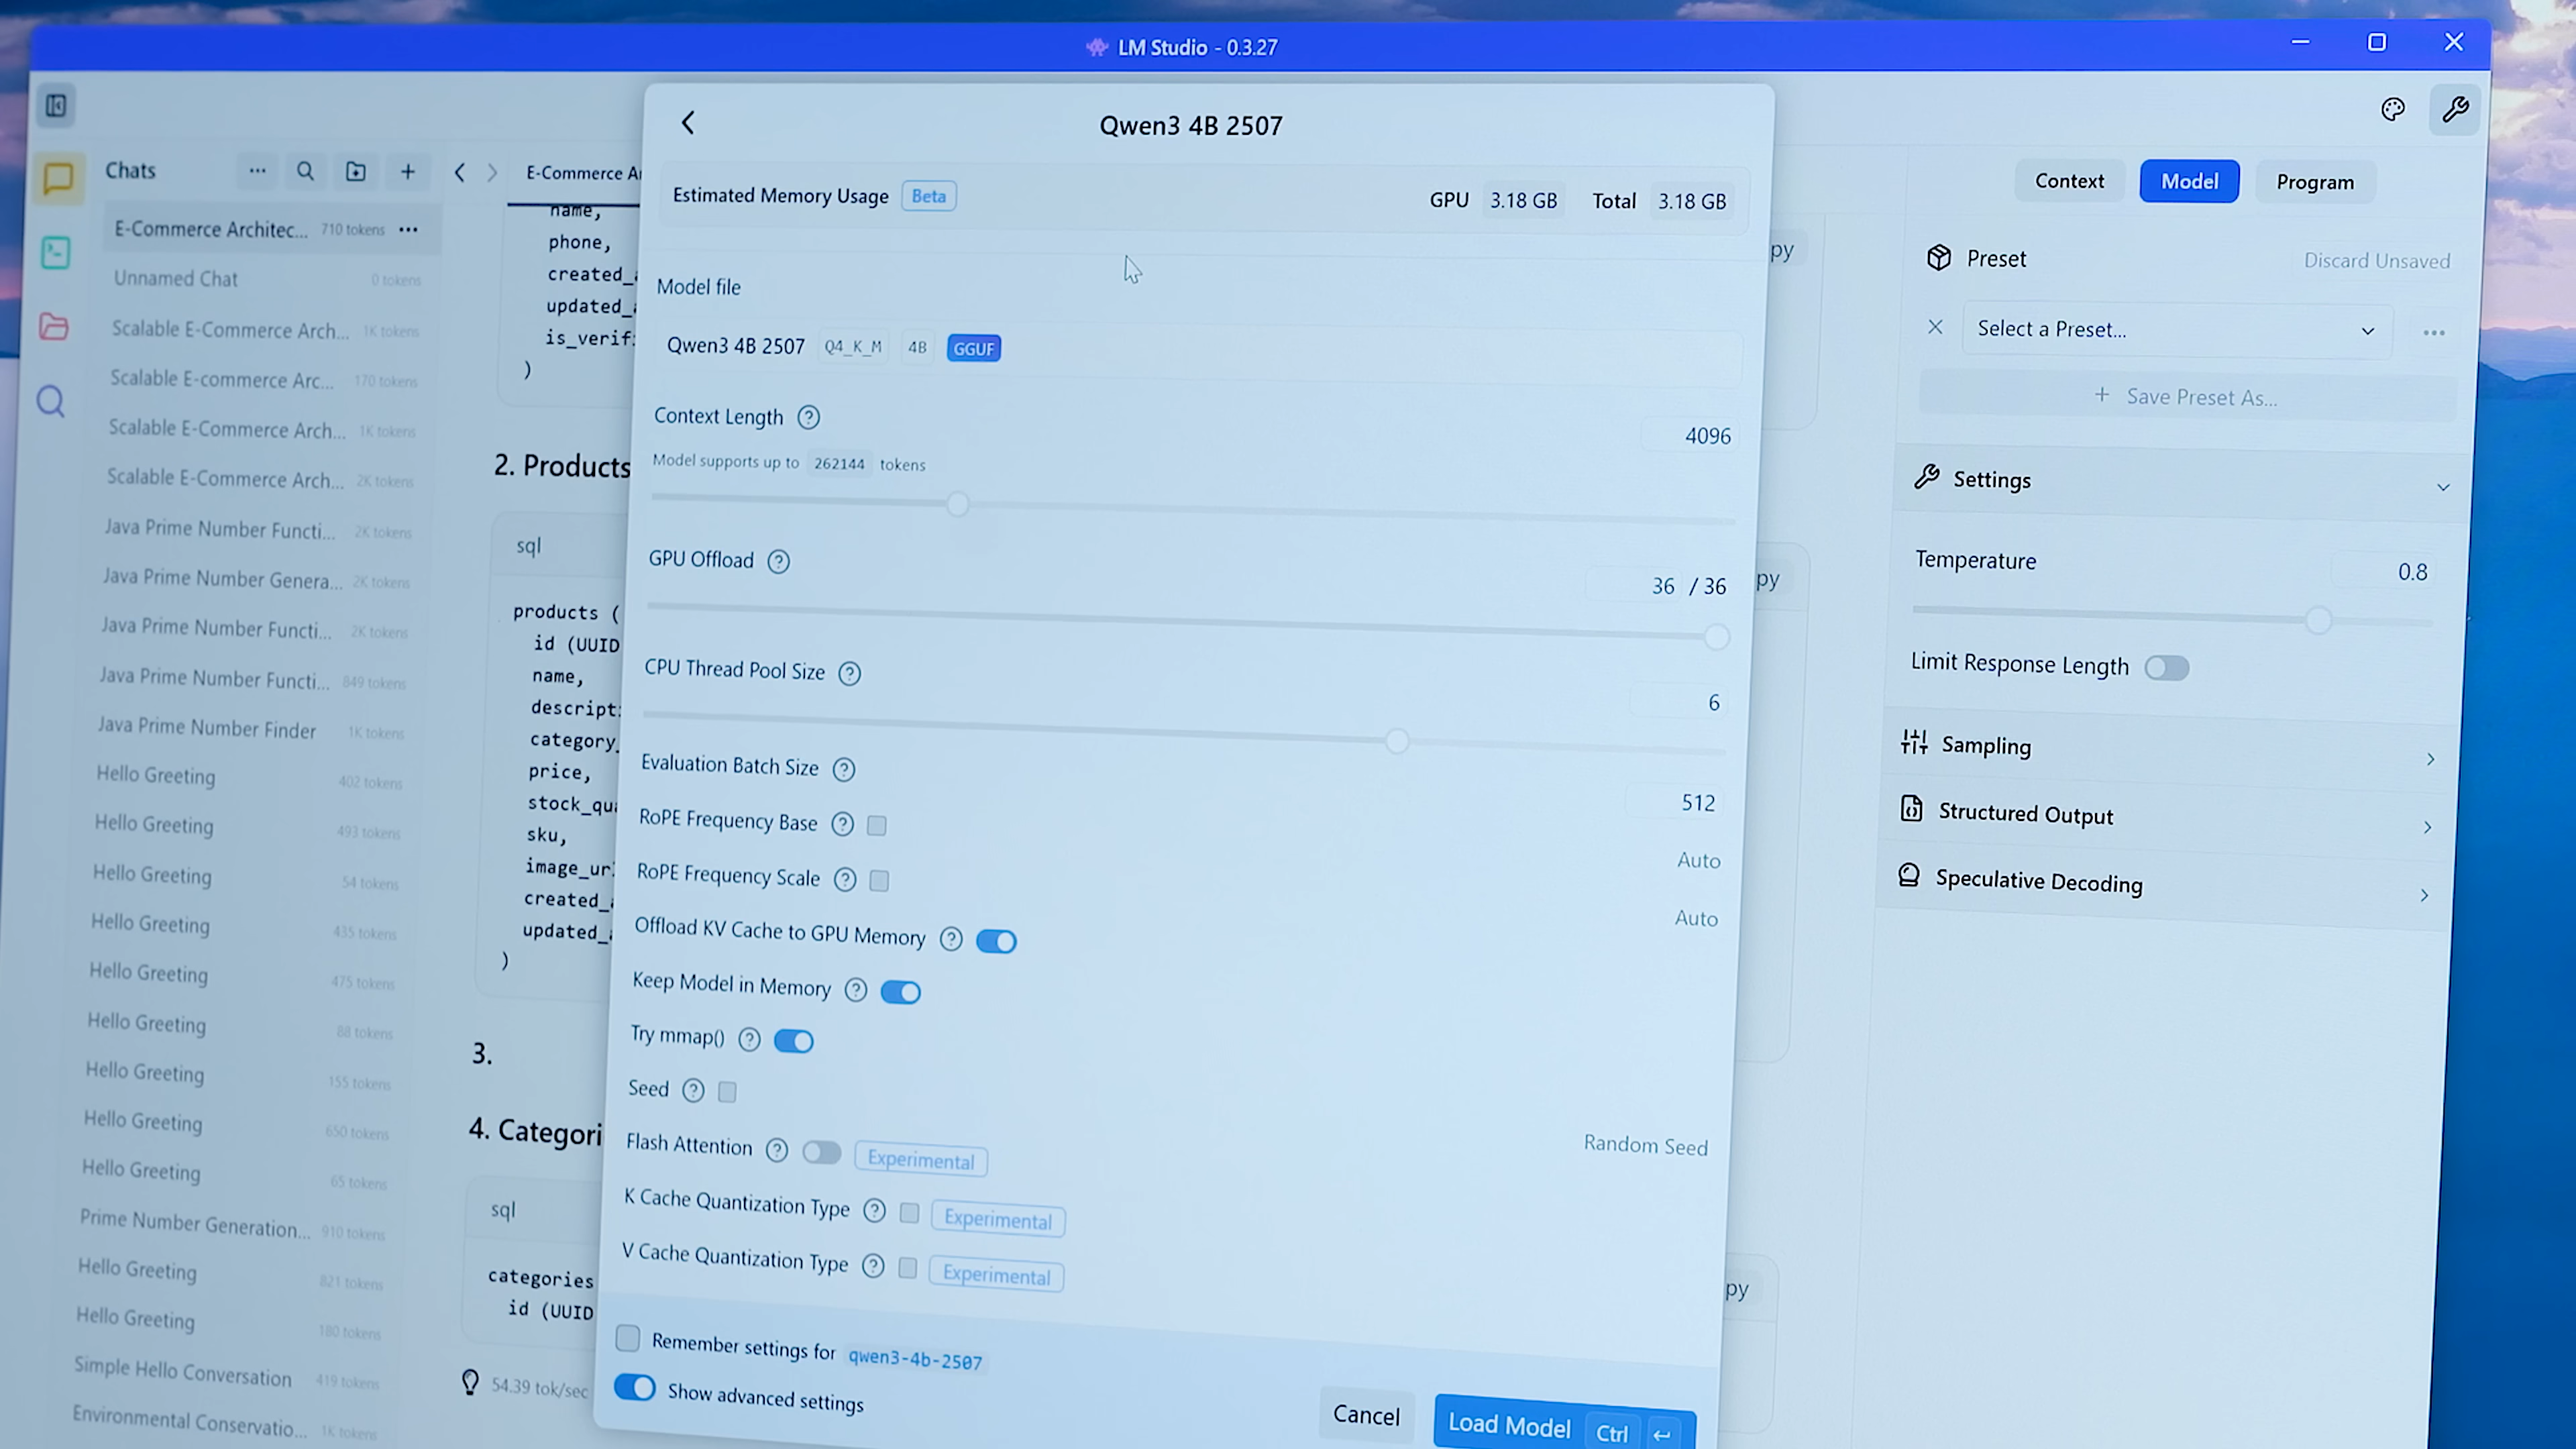 LM Studio - 0.3.27
Chats
E-Commerce Architec... 710 tokens
Unnamed Chat 0 tokens
Scalable E-Commerce Arch... 1K tokens
Scalable E-commerce Arc... 170 tokens
Scalable E-Commerce Arch... 1K tokens
Scalable E-Commerce Arch... 2K tokens
Java Prime Number Functi... 2K tokens
Java Prime Number Genera... 2K tokens
Java Prime Number Functi... 2K tokens
Java Prime Number Functi... 849 tokens
Java Prime Number Finder 1K tokens
Hello Greeting 402 tokens
Hello Greeting 493 tokens
Hello Greeting 54 tokens
Hello Greeting 435 tokens
Hello Greeting 475 tokens
Hello Greeting 88 tokens
Hello Greeting 155 tokens
Hello Greeting 650 tokens
Hello Greeting 65 tokens
Prime Number Generation... 910 tokens
Hello Greeting 821 tokens
Hello Greeting 180 tokens
Simple Hello Conversation 419 tokens
Environmental Conservatio... 1K tokens
E-Commerce A
name,
phone,
created_
updated_
is_verif
)
2. Products
sql
products (
id (UUID
name,
descript
category_
price,
stock_qu
sku,
image_ur
created_
updated_
)
3.
4. Categori
sql
categories
id (UUID
54.39 tok/sec
Qwen3 4B 2507
Estimated Memory Usage Beta GPU 3.18 GB Total 3.18 GB
Model file
Qwen3 4B 2507 Q4_K_M 4B GGUF
Context Length ? 4096
Model supports up to 262144 tokens
GPU Offload ? 36 / 36
CPU Thread Pool Size ? 6
Evaluation Batch Size ? 512
RoPE Frequency Base ? Auto
RoPE Frequency Scale ? Auto
Offload KV Cache to GPU Memory ?
Keep Model in Memory ?
Try mmap() ?
Seed ? Random Seed
Flash Attention ? Experimental
K Cache Quantization Type ? Experimental
V Cache Quantization Type ? Experimental
Remember settings for qwen3-4b-2507
Show advanced settings
Cancel Load Model Ctrl ↵
py
py
py
Context Model Program
Preset Discard Unsaved
Select a Preset...
+ Save Preset As...
Settings
Temperature 0.8
Limit Response Length
Sampling
Structured Output
Speculative Decoding